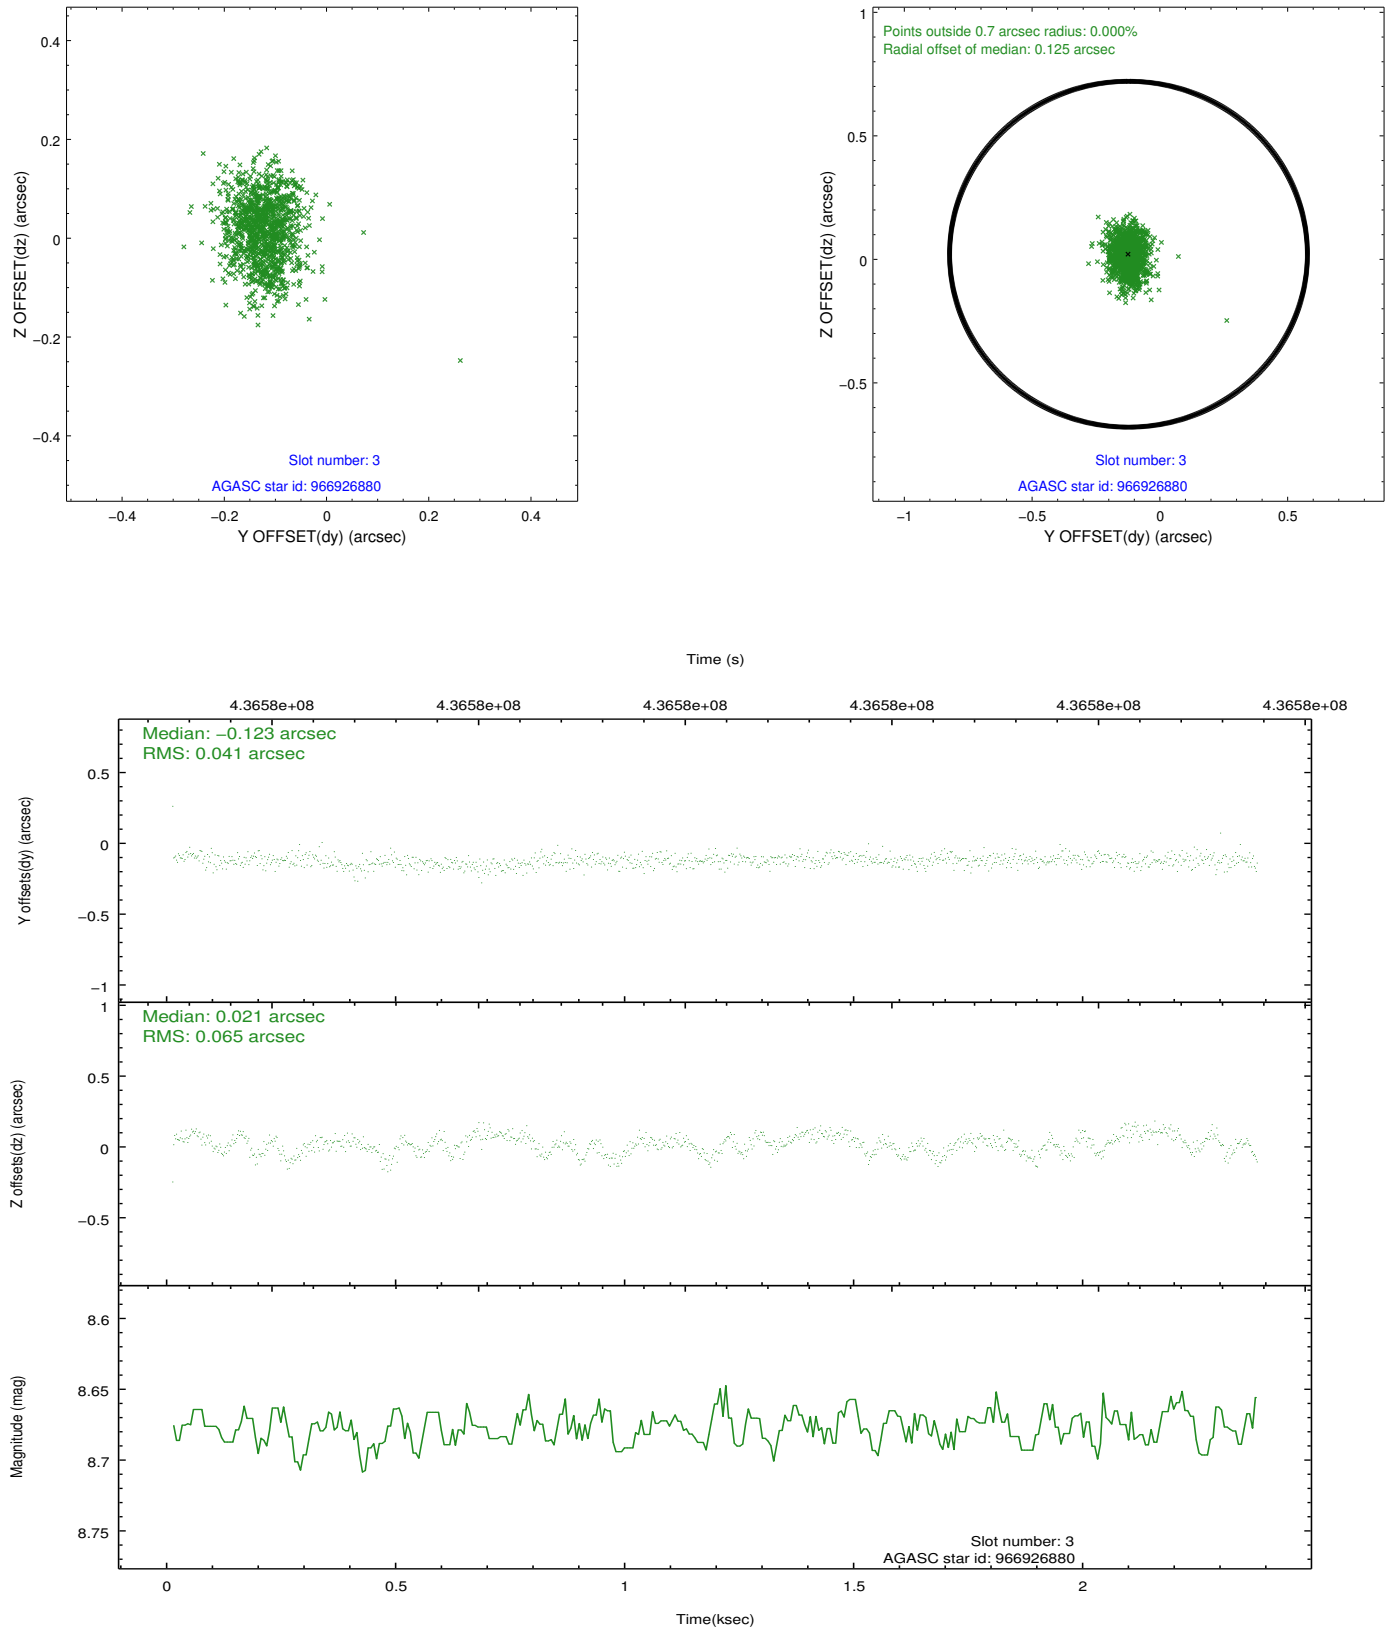 0.4
0.2
0
−0.2
−0.4
Z OFFSET(dz) (arcsec)
Slot number: 3
AGASC star id: 966926880
−0.4
−0.2
0
0.2
0.4
Y OFFSET(dy) (arcsec)
Points outside 0.7 arcsec radius: 0.000%
Radial offset of median: 0.125 arcsec
1
0.5
0
−0.5
Z OFFSET(dz) (arcsec)
Slot number: 3
AGASC star id: 966926880
−1
−0.5
0
0.5
Y OFFSET(dy) (arcsec)
Time (s)
4.3658e+08 4.3658e+08 4.3658e+08 4.3658e+08 4.3658e+08 4.3658e+08
Median: −0.123 arcsec
RMS: 0.041 arcsec
0.5
0
−0.5
−1
Y offsets(dy) (arcsec)
Median: 0.021 arcsec
RMS: 0.065 arcsec
1
0.5
0
−0.5
Z offsets(dz) (arcsec)
8.6
8.65
8.7
8.75
Magnitude (mag)
Slot number: 3
AGASC star id: 966926880
0 0.5 1 1.5 2
Time(ksec)